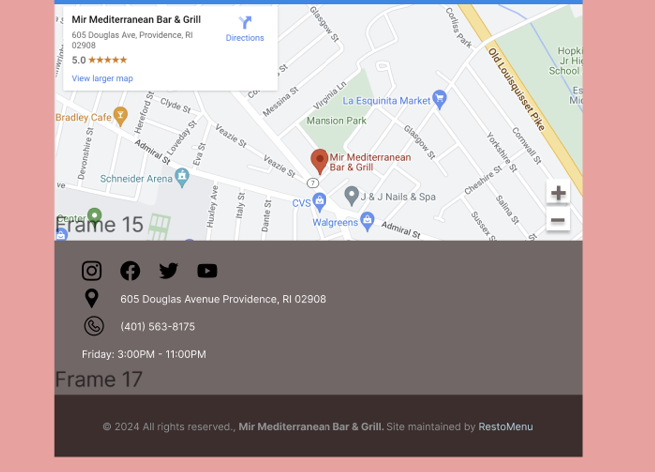 Mir Mediterranean Bar & Grill
605 Douglas Ave, Providence, RI
02908
5.0 ★★★★★
View larger map
Directions
Glasgow St
Corliss Park
Old Louisquisset Pike
Hopki
Jr High
School
Es
Mi
La Esquinita Market
Virginia Ln
Messina St
Mansion Park
Bradley Cafe
Clyde St
Hereford St
Loveday St
Veazie St
Veazie St
Eva St
Devonshire St
Admiral St
Glasgow St
Cornwall St
Yorkshire St
Mir Mediterranean
Bar & Grill
Schneider Arena
7
J & J Nails & Spa
Cheshire St
CVS
Walgreens
Huxley Ave
Italy St
Dante St
Admiral St
Salina St
Sussex St
ve
Center
Frame 15
605 Douglas Avenue Providence, RI 02908
(401) 563-8175
Friday: 3:00PM - 11:00PM
Frame 17
© 2024 All rights reserved., Mir Mediterranean Bar & Grill. Site maintained by RestoMenu